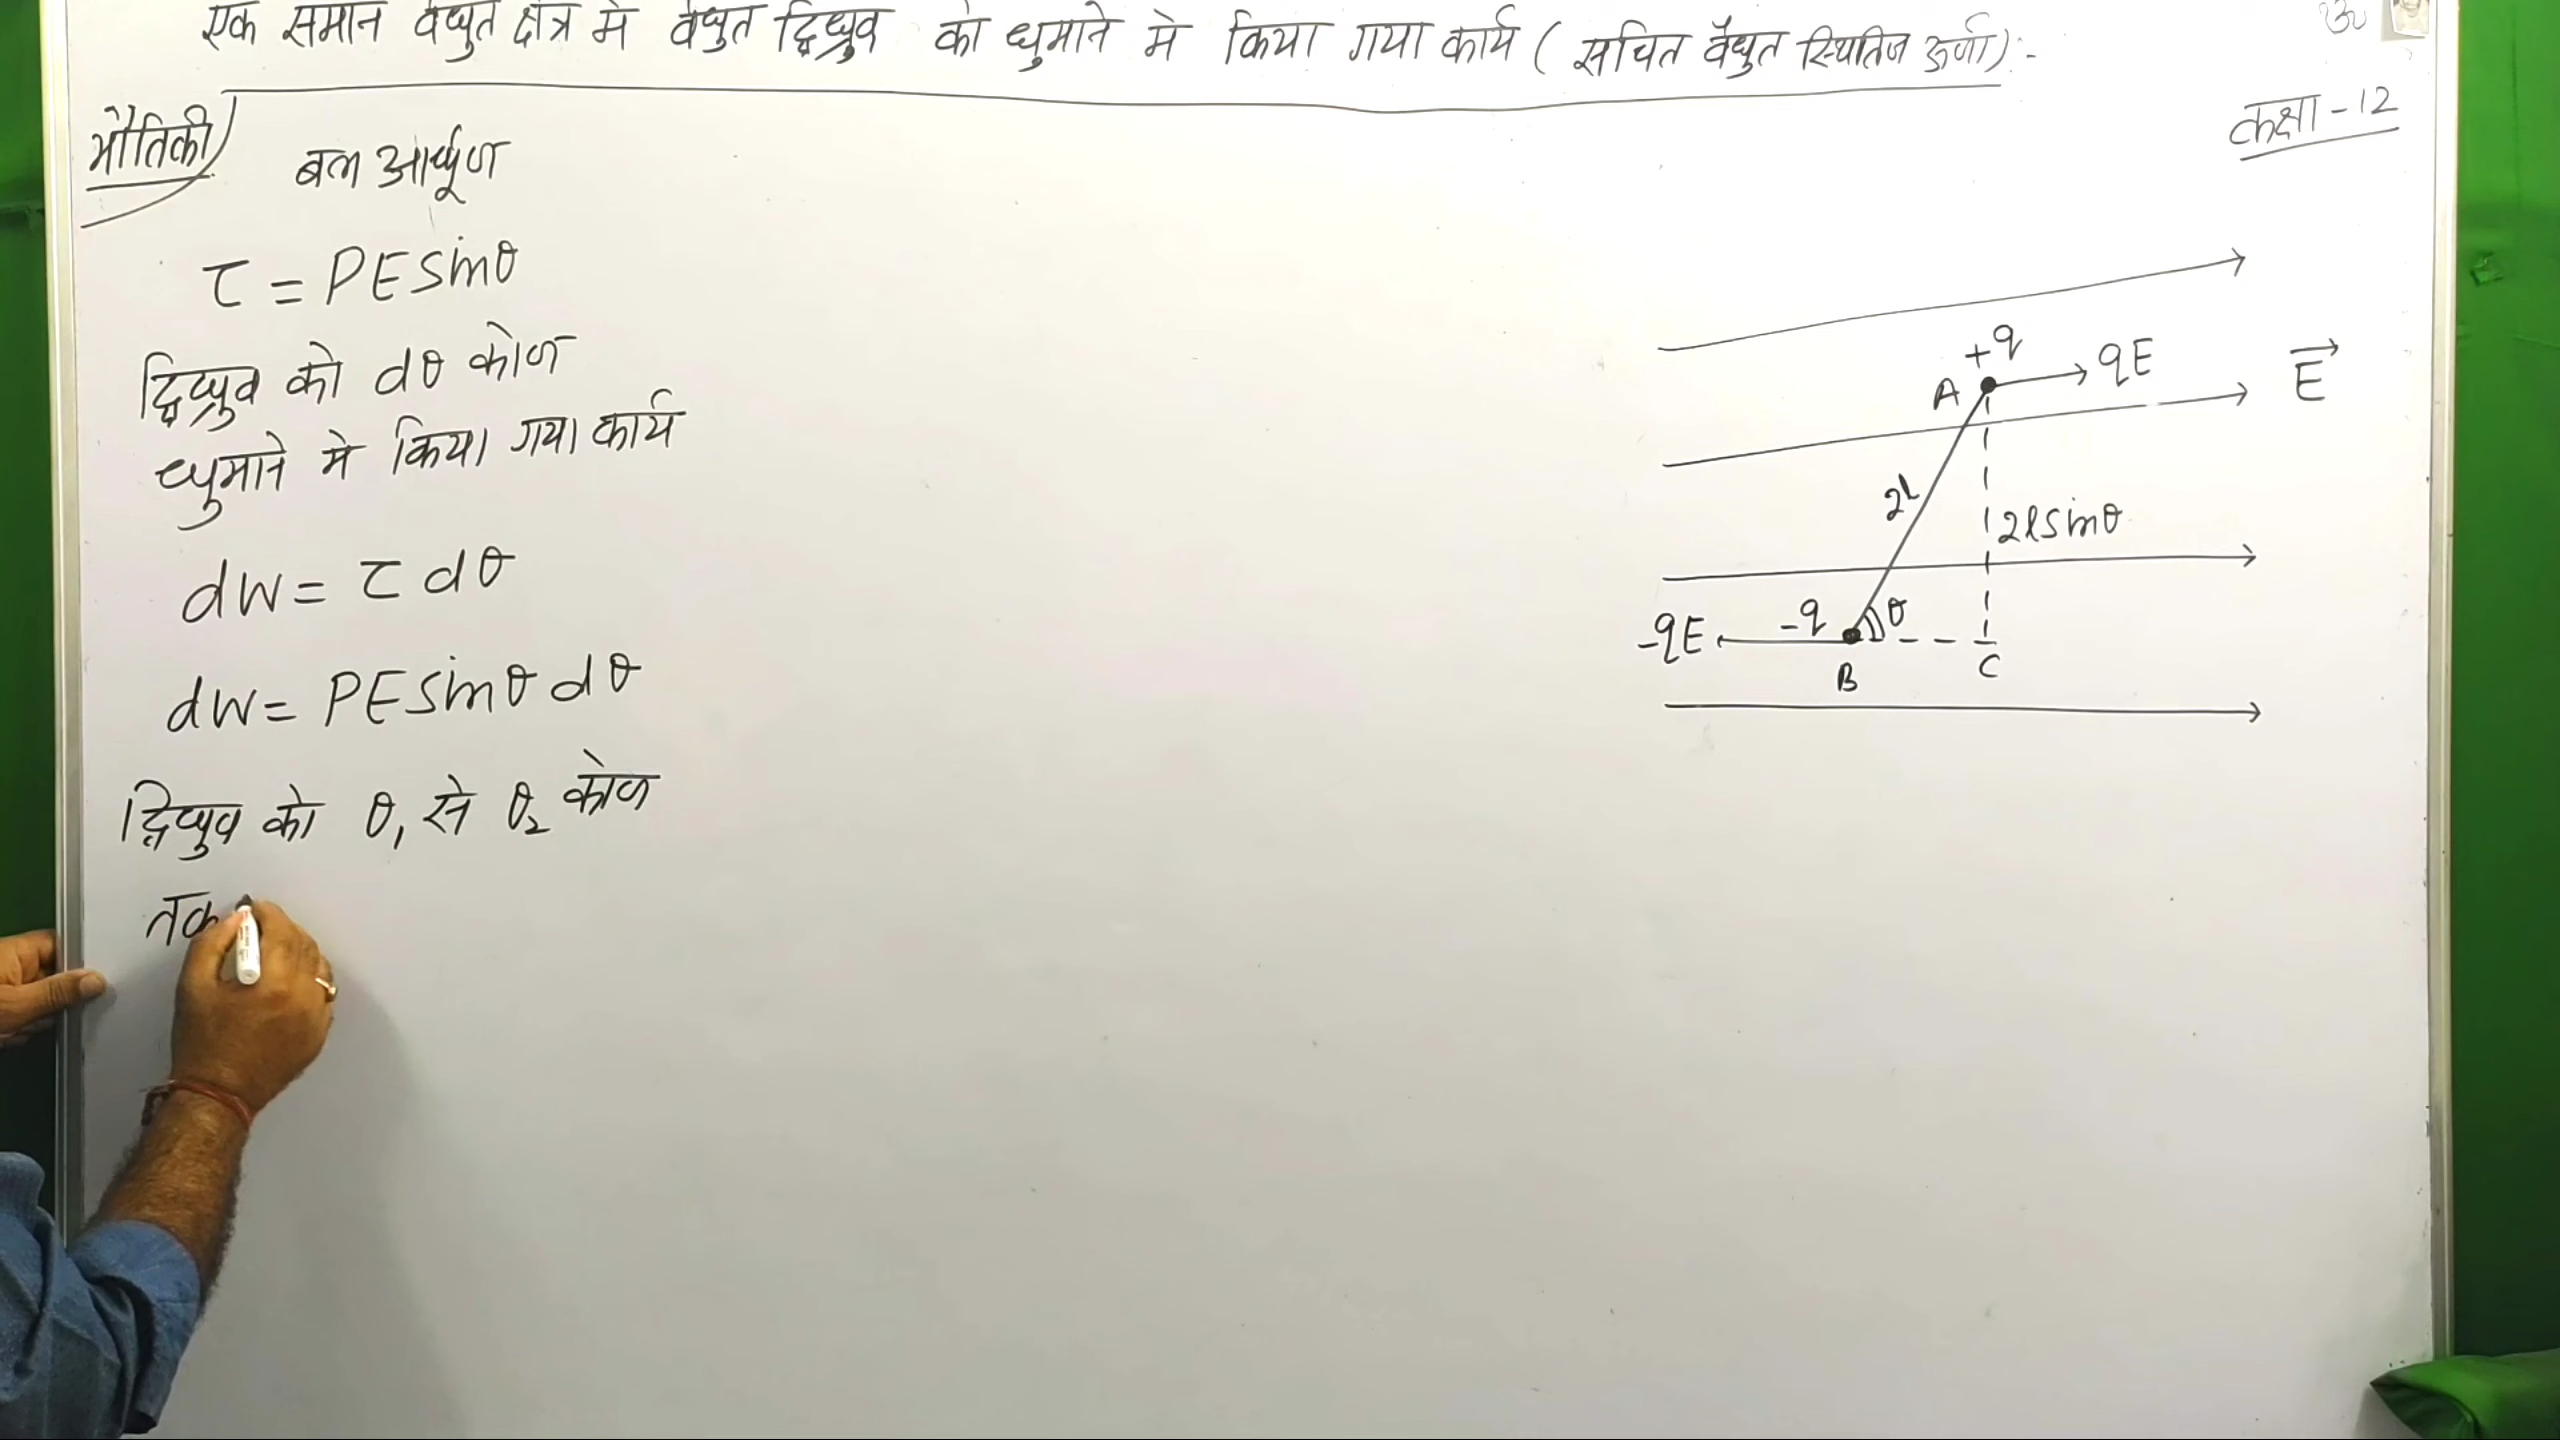 एक समान वैधुत क्षेत्र मे वैधुत द्विध्रुव को घुमाने मे किया गया कार्य ( संचित वैधुत स्थितिज ऊर्जा) :-
भौतिकी
कक्षा - 12
बल आर्घूण
τ = PE sinθ
द्विध्रुव को dθ कोण
घुमाने मे किया गया कार्य
dw = τ dθ
dw = PE sinθ dθ
द्विध्रुव को θ₁ से θ₂ कोण
तक
+q
A
qE
E⃗
2l
2l sinθ
-qE
-q
θ
B
C